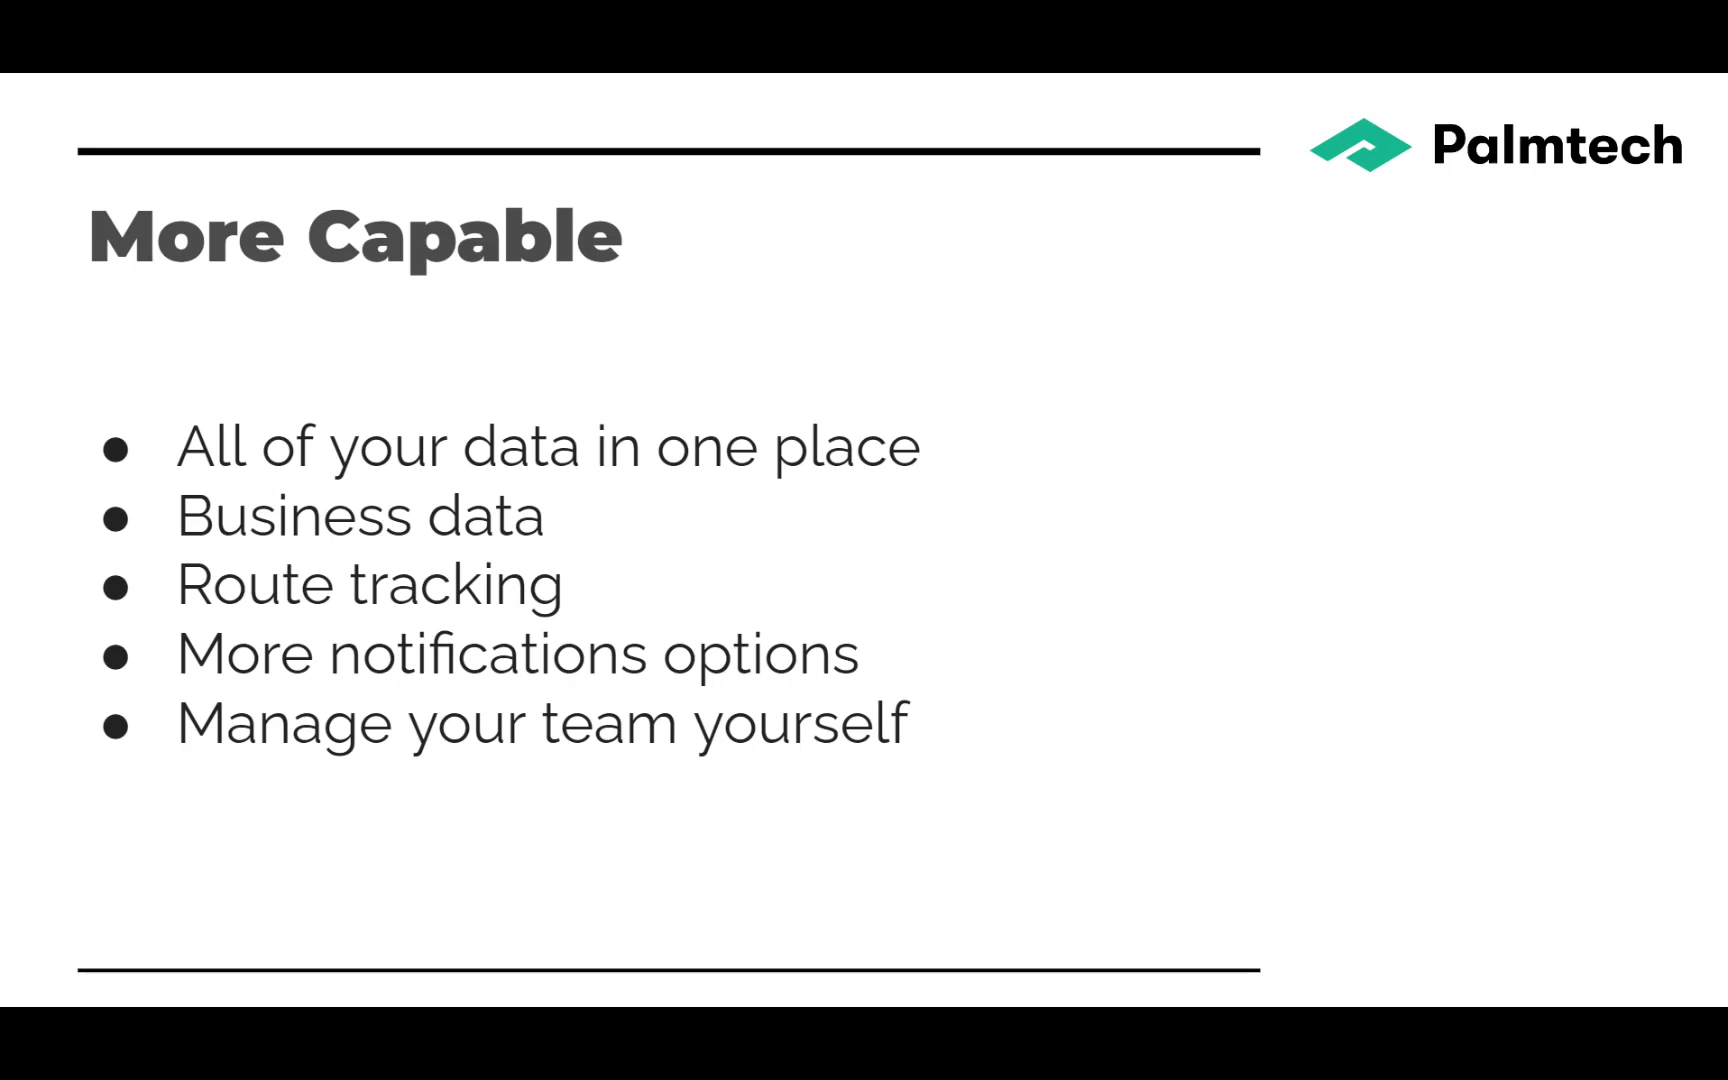 Palmtech
More Capable
● All of your data in one place
● Business data
● Route tracking
● More notifications options
● Manage your team yourself